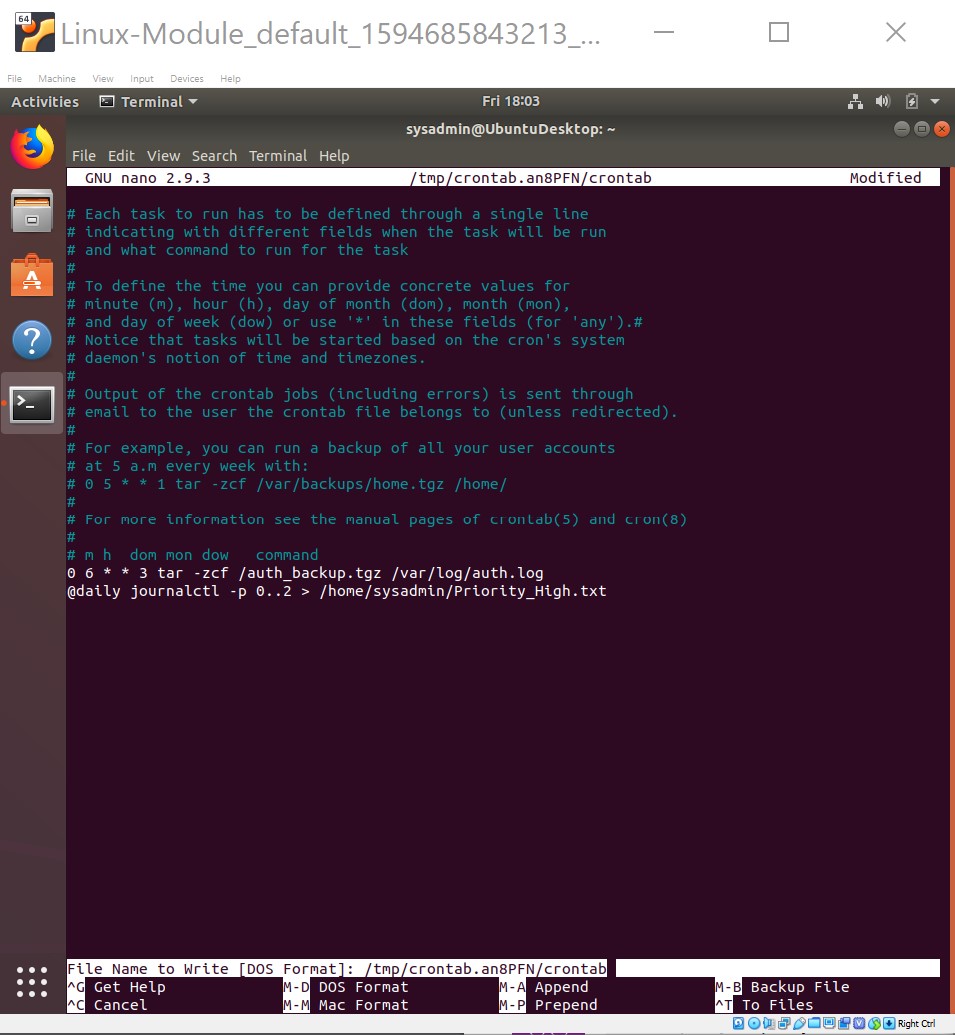 64
Linux-Module_default_1594685843213_...
File Machine View Input Devices Help
Activities Terminal Fri 18:03
sysadmin@UbuntuDesktop: ~
File Edit View Search Terminal Help
GNU nano 2.9.3 /tmp/crontab.an8PFN/crontab Modified
# Each task to run has to be defined through a single line
# indicating with different fields when the task will be run
# and what command to run for the task
#
# To define the time you can provide concrete values for
# minute (m), hour (h), day of month (dom), month (mon),
# and day of week (dow) or use '*' in these fields (for 'any').#
# Notice that tasks will be started based on the cron's system
# daemon's notion of time and timezones.
#
# Output of the crontab jobs (including errors) is sent through
# email to the user the crontab file belongs to (unless redirected).
#
# For example, you can run a backup of all your user accounts
# at 5 a.m every week with:
# 0 5 * * 1 tar -zcf /var/backups/home.tgz /home/
#
# For more information see the manual pages of crontab(5) and cron(8)
#
# m h  dom mon dow   command
0 6 * * 3 tar -zcf /auth_backup.tgz /var/log/auth.log
@daily journalctl -p 0..2 > /home/sysadmin/Priority_High.txt
File Name to Write [DOS Format]: /tmp/crontab.an8PFN/crontab
^G Get Help M-D DOS Format M-A Append M-B Backup File
^C Cancel M-M Mac Format M-P Prepend ^T To Files
Right Ctrl